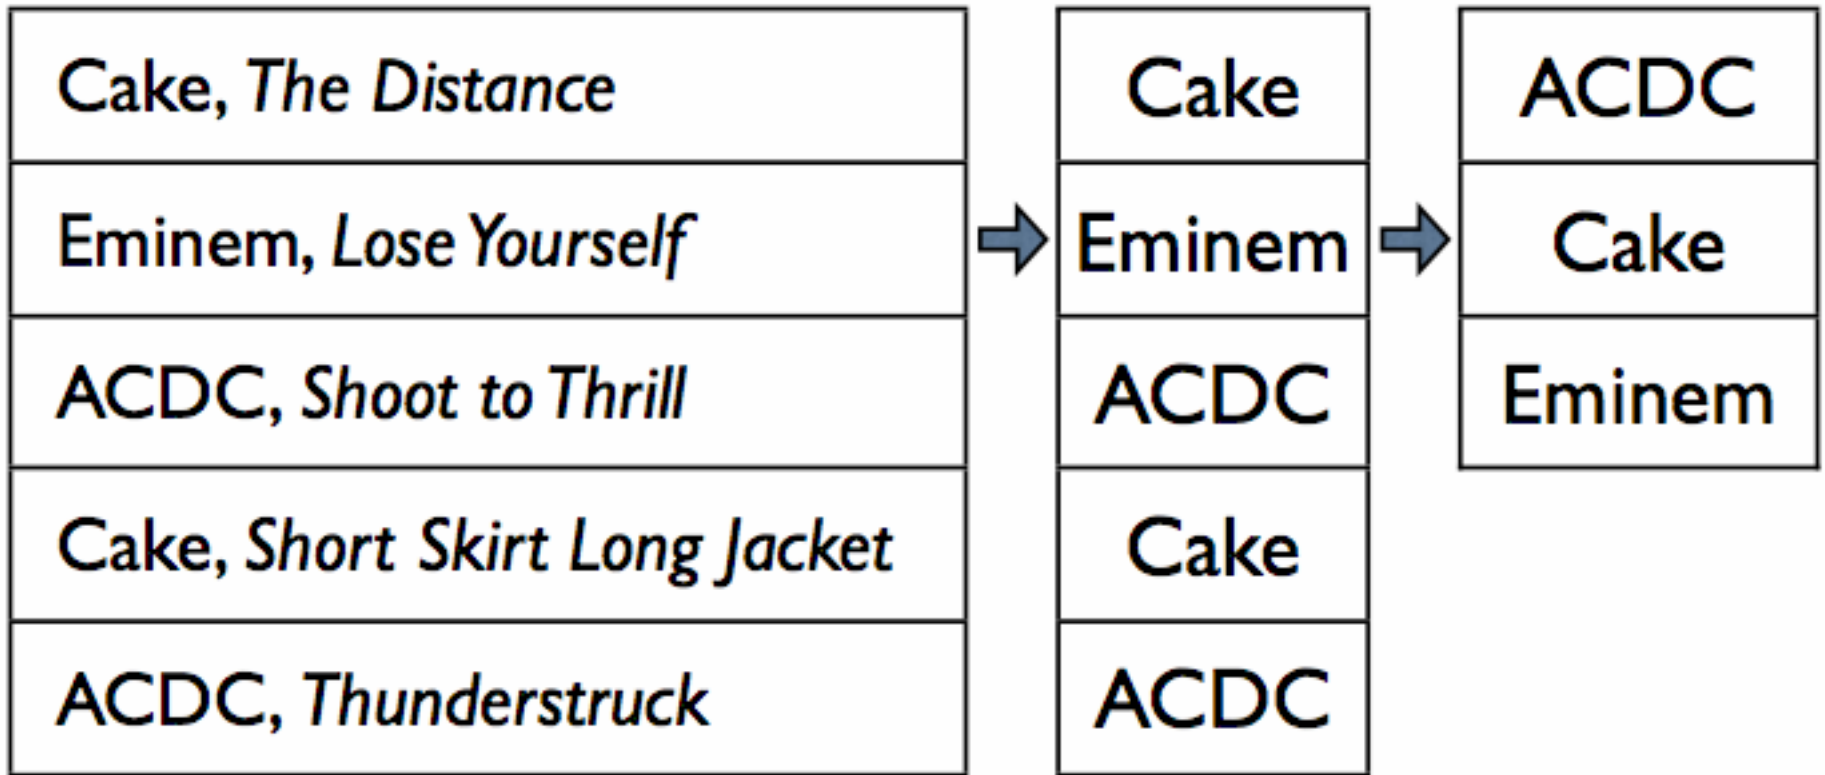 Cake, The Distance
Eminem, Lose Yourself
ACDC, Shoot to Thrill
Cake, Short Skirt Long Jacket
ACDC, Thunderstruck
Cake
Eminem
ACDC
Cake
ACDC
ACDC
Cake
Eminem